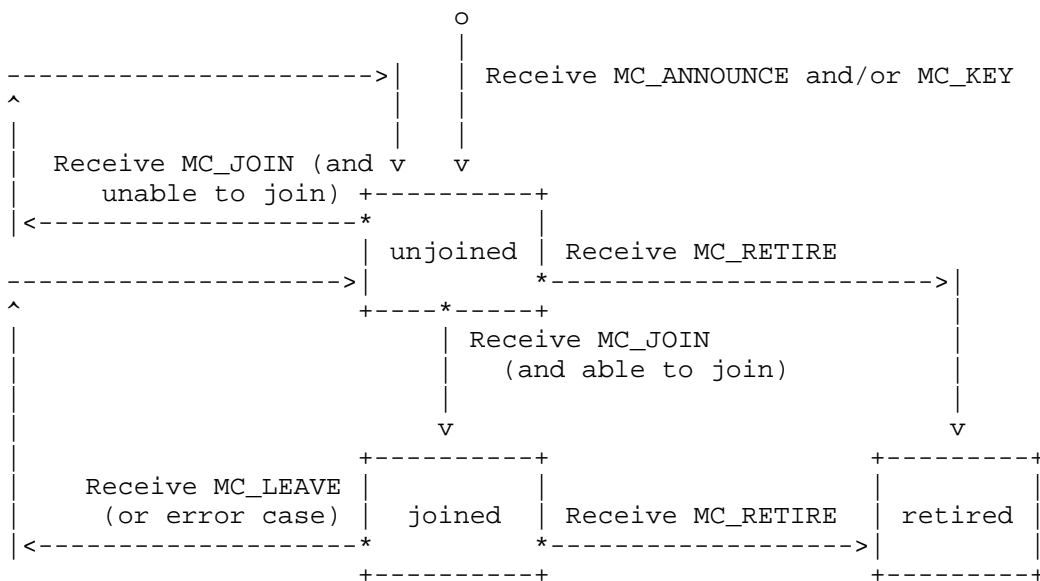 Receive MC_ANNOUNCE and/or MC_KEY
Receive MC_JOIN (and
unable to join)
unjoined
Receive MC_RETIRE
Receive MC_JOIN
(and able to join)
Receive MC_LEAVE
(or error case)
joined
Receive MC_RETIRE
retired